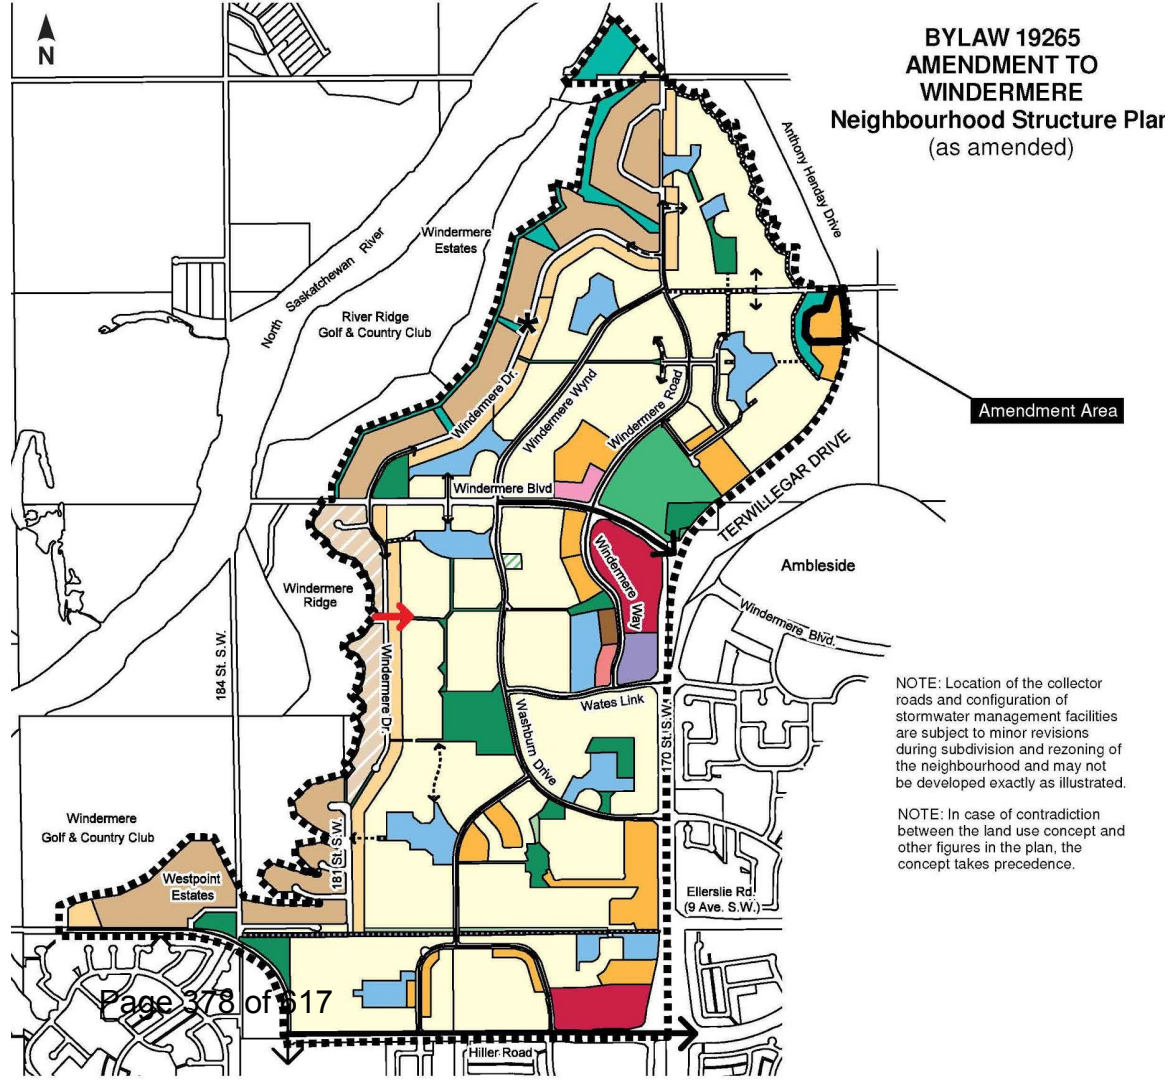 N
BYLAW 19265
AMENDMENT TO
WINDERMERE
Neighbourhood Structure Plan
(as amended)
Anthony Henday Drive
North Saskatchewan River
Windermere
Estates
River Ridge
Golf & Country Club
Windermere Dr.
Windermere Wynd
Windermere Road
Amendment Area
TERWILLEGAR DRIVE
Windermere Blvd
Ambleside
Windermere Blvd.
Windermere
Ridge
Windermere Way
184 St. S.W.
Windermere Dr.
Wates Link
Washburn Drive
170 St. S.W.
NOTE: Location of the collector
roads and configuration of
stormwater management facilities
are subject to minor revisions
during subdivision and rezoning of
the neighbourhood and may not
be developed exactly as illustrated.
NOTE: In case of contradiction
between the land use concept and
other figures in the plan, the
concept takes precedence.
Windermere
Golf & Country Club
181 St. S.W.
Westpoint
Estates
Ellerslie Rd.
(9 Ave. S.W.)
Page 378 of 617
Hiller Road